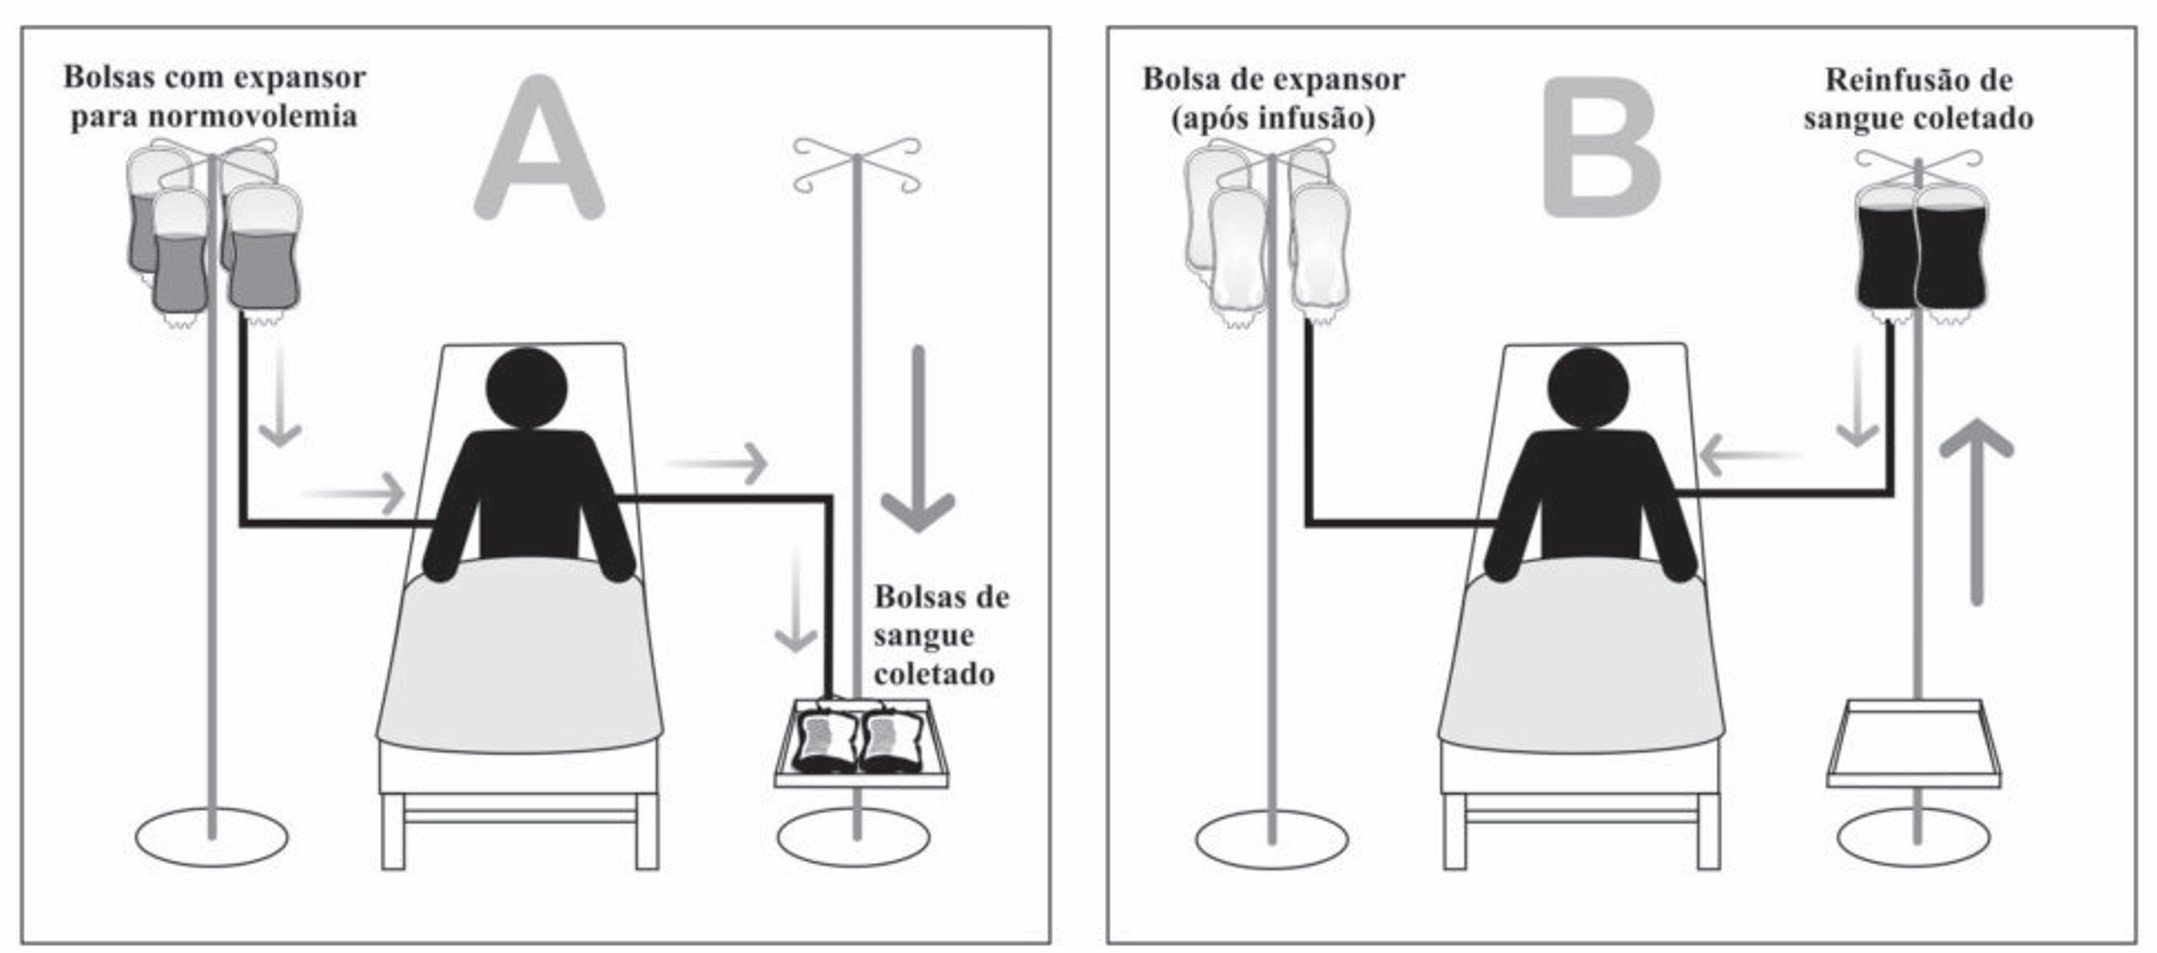 Bolsas com expansor
para normovolemia
A
Bolsas de
sangue
coletado
Bolsa de expansor
(após infusão)
B
Reinfusão de
sangue coletado